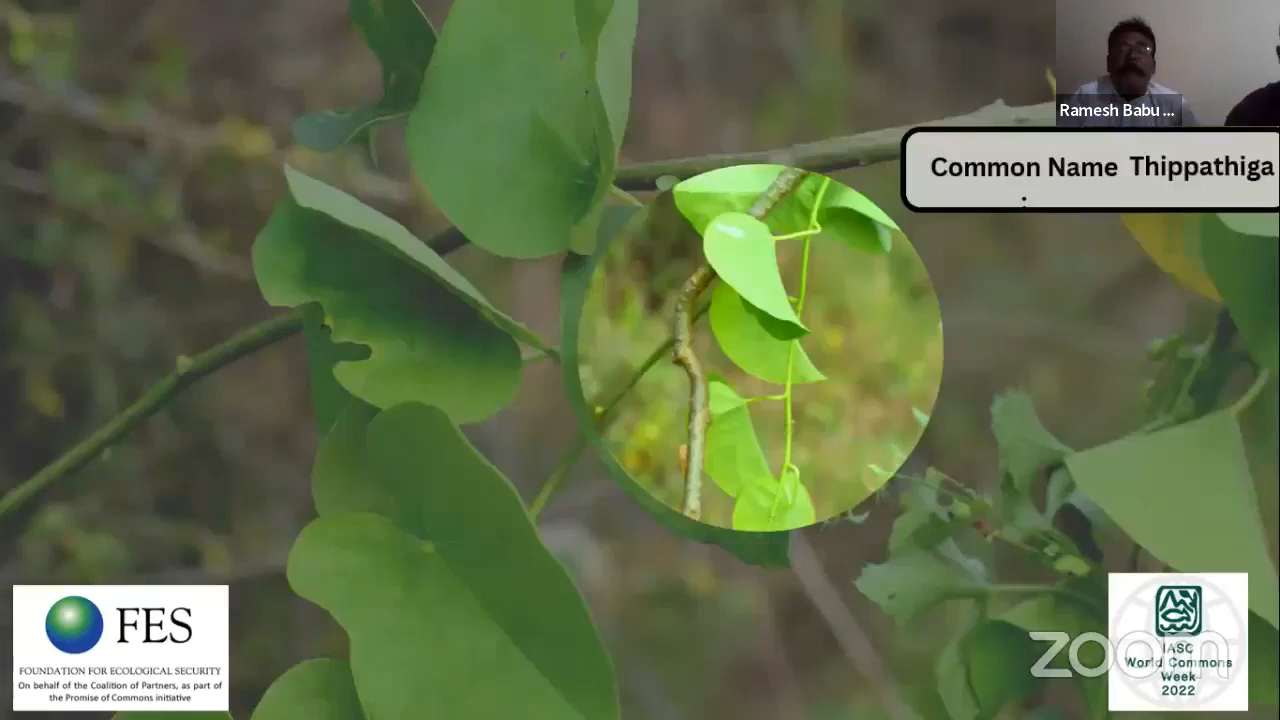 Ramesh Babu ...
Common Name Thippathiga
:
FES
FOUNDATION FOR ECOLOGICAL SECURITY
On behalf of the Coalition of Partners, as part of
the Promise of Commons initiative
zoom
IASC
World Commons
Week
2022